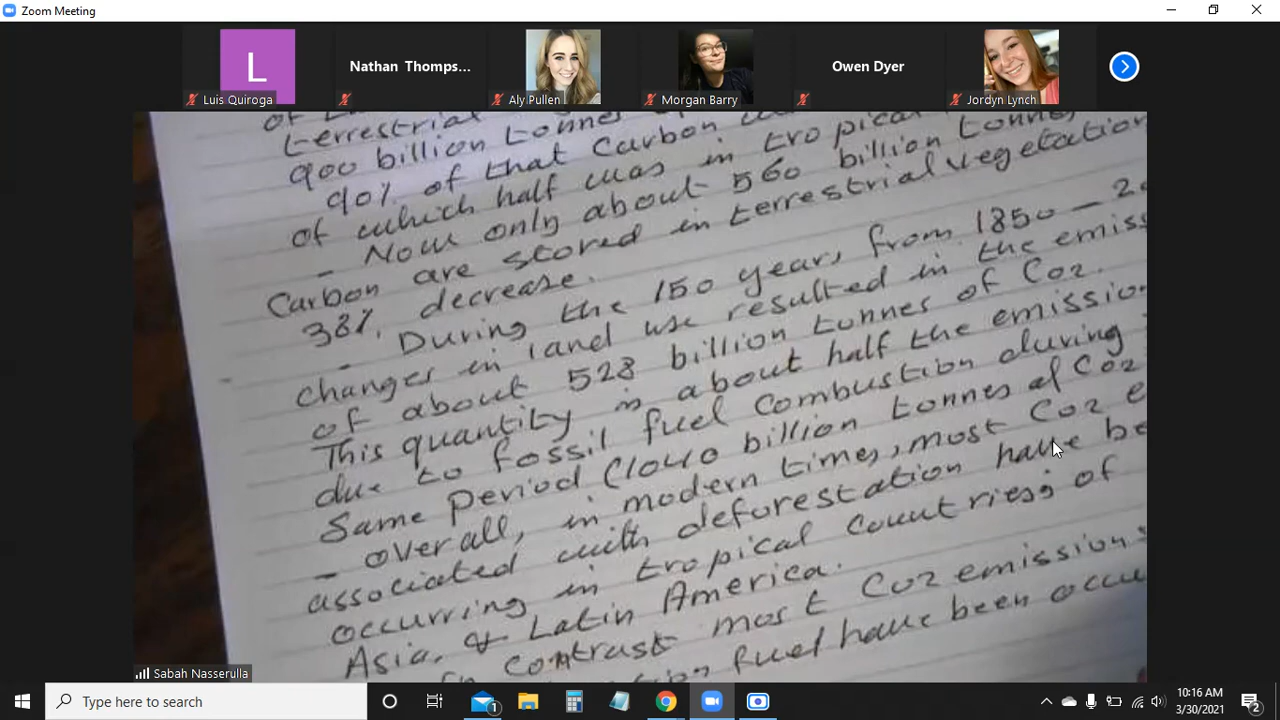 Zoom Meeting
L
Luis Quiroga
Nathan Thomps...
Aly Pullen
Morgan Barry
Owen Dyer
Jordyn Lynch
terrestrial
900 billion tonnes
90% of that Carbon
of which half was in tropical
- Now only about 560 billion tonnes
Carbon are stored in terrestrial vegetation
38% decrease.
- During the 150 years, from 1850 - 20
changes in land use resulted in the emiss
of about 528 billion tonnes of CO2.
This quantity is about half the emission
due to fossil fuel Combustion during
Same Period (1040 billion tonnes of CO2
- Overall, in modern times, most CO2 e
associated with deforestation have be
occurring in tropical Countriess of
Asia, & Latin America.
In contrast most CO2 emissions
fuel have been occu
Sabah Nasserulla
Type here to search
1
10:16 AM
3/30/2021
2